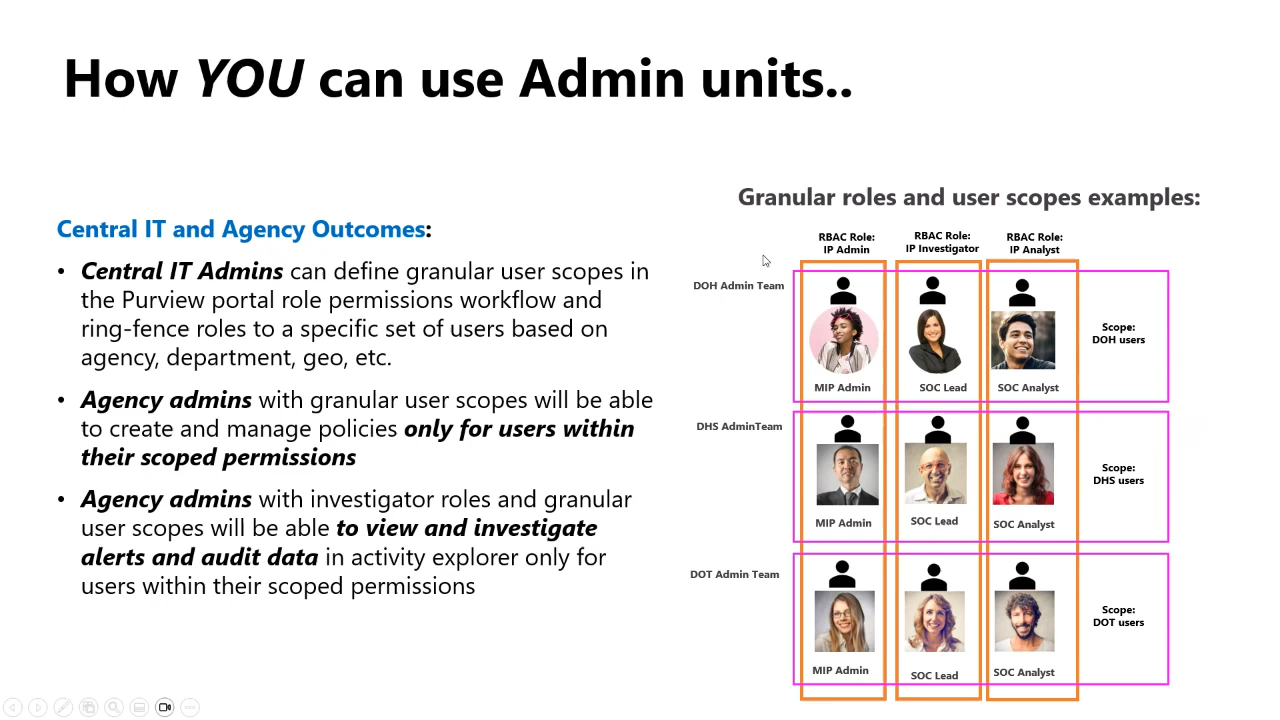 How YOU can use Admin units..
Central IT and Agency Outcomes:
• Central IT Admins can define granular user scopes in
the Purview portal role permissions workflow and
ring-fence roles to a specific set of users based on
agency, department, geo, etc.
• Agency admins with granular user scopes will be able
to create and manage policies only for users within
their scoped permissions
• Agency admins with investigator roles and granular
user scopes will be able to view and investigate
alerts and audit data in activity explorer only for
users within their scoped permissions
Granular roles and user scopes examples:
RBAC Role:
IP Admin
RBAC Role:
IP Investigator
RBAC Role:
IP Analyst
DOH Admin Team
MIP Admin
SOC Lead
SOC Analyst
Scope:
DOH users
DHS AdminTeam
MIP Admin
SOC Lead
SOC Analyst
Scope:
DHS users
DOT Admin Team
MIP Admin
SOC Lead
SOC Analyst
Scope:
DOT users